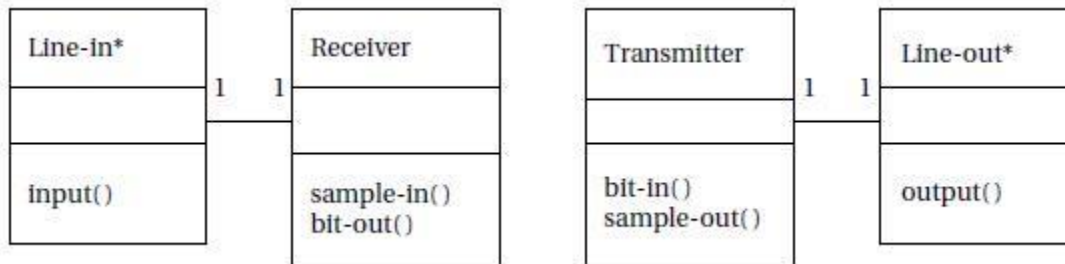 Line-in*
1 1
input()
Receiver
sample-in()
bit-out()
Transmitter
1 1
bit-in()
sample-out()
Line-out*
output()